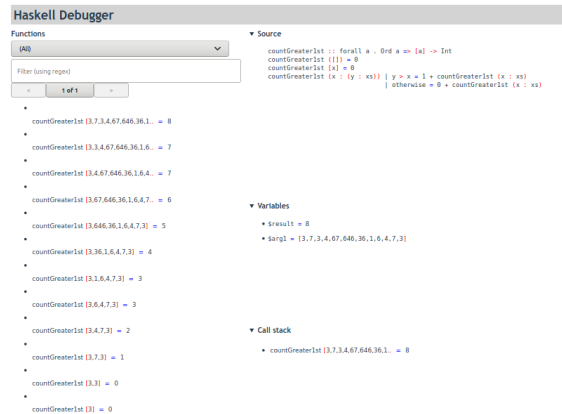 Haskell Debugger
Functions
(All)
Filter (using regex)
«
1 of 1
»
countGreater1st [3,7,3,4,67,646,36,1.. = 8
countGreater1st [3,3,4,67,646,36,1,6.. = 7
countGreater1st [3,4,67,646,36,1,6,4.. = 7
countGreater1st [3,67,646,36,1,6,4,7.. = 6
countGreater1st [3,646,36,1,6,4,7,3] = 5
countGreater1st [3,36,1,6,4,7,3] = 4
countGreater1st [3,1,6,4,7,3] = 3
countGreater1st [3,6,4,7,3] = 3
countGreater1st [3,4,7,3] = 2
countGreater1st [3,7,3] = 1
countGreater1st [3,3] = 0
countGreater1st [3] = 0
▼ Source
countGreater1st :: forall a . Ord a => [a] -> Int
countGreater1st ([]) = 0
countGreater1st [x] = 0
countGreater1st (x : (y : xs)) | y > x = 1 + countGreater1st (x : xs)
| otherwise = 0 + countGreater1st (x : xs)
▼ Variables
• $result = 8
• $arg1 = [3,7,3,4,67,646,36,1,6,4,7,3]
▼ Call stack
• countGreater1st [3,7,3,4,67,646,36,1.. = 8